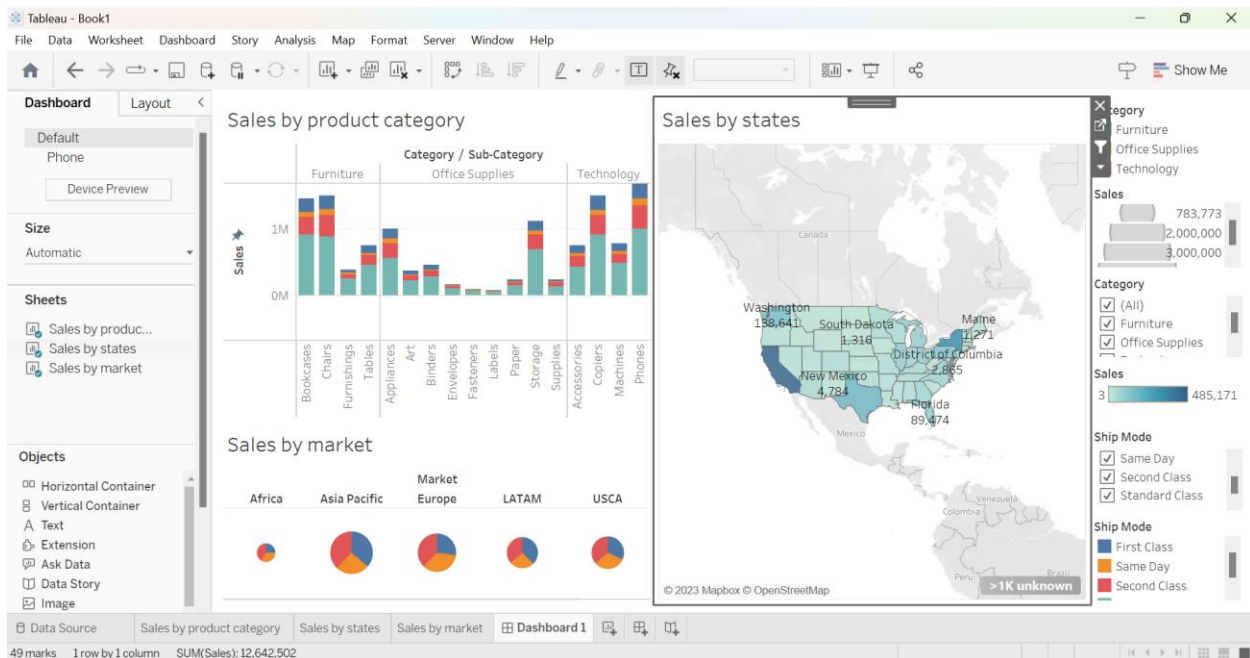 Tableau - Book1
File Data Worksheet Dashboard Story Analysis Map Format Server Window Help
Show Me
Dashboard Layout
Default
Phone
Device Preview
Size
Automatic
Sheets
Sales by produc...
Sales by states
Sales by market
Objects
Horizontal Container
Vertical Container
Text
Extension
Ask Data
Data Story
Image
Sales by product category
Category / Sub-Category
Furniture Office Supplies Technology
Sales
1M
0M
Bookcases
Chairs
Furnishings
Tables
Appliances
Art
Binders
Envelopes
Fasteners
Labels
Paper
Storage
Supplies
Accessories
Copiers
Machines
Phones
Sales by market
Market
Africa Asia Pacific Europe LATAM USCA
Sales by states
Canada
Washington
138,641
South Dakota
1,316
Maine
1,271
District of Columbia
2,865
New Mexico
4,784
Florida
89,474
Mexico
Venezuela
Colombia
Peru
Brazil
© 2023 Mapbox © OpenStreetMap
>1K unknown
tegory
Furniture
Office Supplies
Technology
Sales
783,773
2,000,000
3,000,000
Category
(All)
Furniture
Office Supplies
Sales
3 485,171
Ship Mode
Same Day
Second Class
Standard Class
Ship Mode
First Class
Same Day
Second Class
Data Source Sales by product category Sales by states Sales by market Dashboard 1
49 marks 1 row by 1 column SUM(Sales): 12,642,502